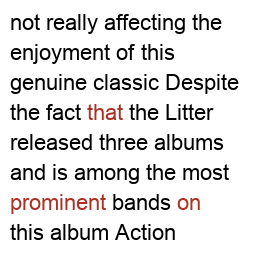 not really affecting the
enjoyment of this
genuine classic Despite
the fact that the Litter
released three albums
and is among the most
prominent bands on
this album Action